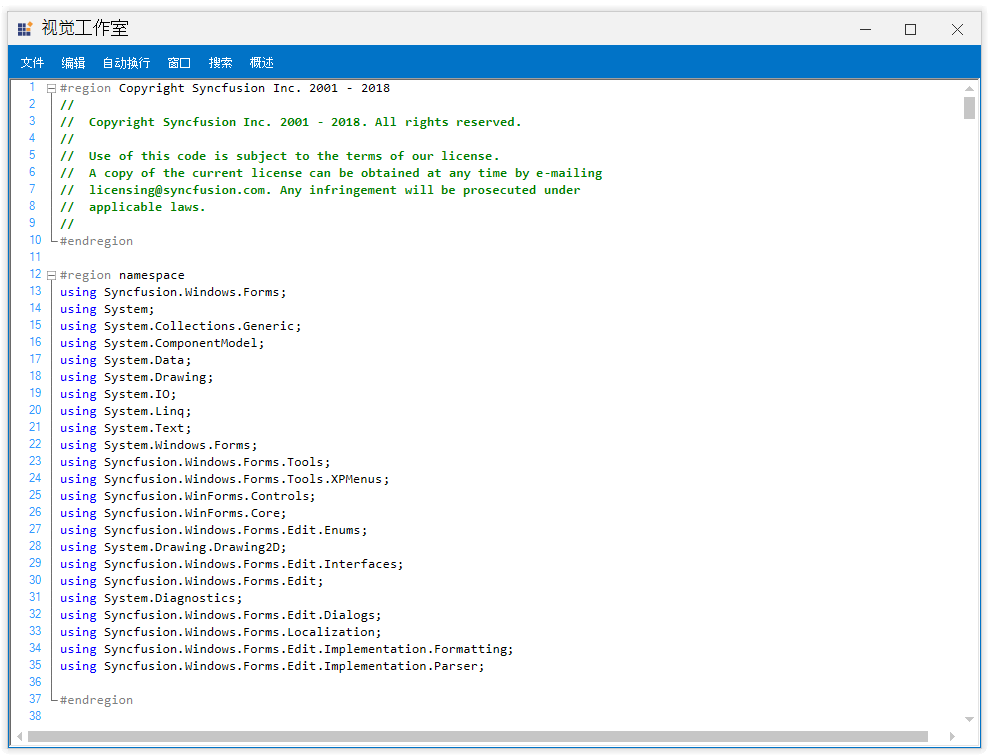 视觉工作室
文件 编辑 自动换行 窗口 搜索 概述
1 #region Copyright Syncfusion Inc. 2001 - 2018
2 //
3 //  Copyright Syncfusion Inc. 2001 - 2018. All rights reserved.
4 //
5 //  Use of this code is subject to the terms of our license.
6 //  A copy of the current license can be obtained at any time by e-mailing
7 //  licensing@syncfusion.com. Any infringement will be prosecuted under
8 //  applicable laws.
9 //
10 #endregion
11
12 #region namespace
13 using Syncfusion.Windows.Forms;
14 using System;
15 using System.Collections.Generic;
16 using System.ComponentModel;
17 using System.Data;
18 using System.Drawing;
19 using System.IO;
20 using System.Linq;
21 using System.Text;
22 using System.Windows.Forms;
23 using Syncfusion.Windows.Forms.Tools;
24 using Syncfusion.Windows.Forms.Tools.XPMenus;
25 using Syncfusion.WinForms.Controls;
26 using Syncfusion.WinForms.Core;
27 using Syncfusion.Windows.Forms.Edit.Enums;
28 using System.Drawing.Drawing2D;
29 using Syncfusion.Windows.Forms.Edit.Interfaces;
30 using Syncfusion.Windows.Forms.Edit;
31 using System.Diagnostics;
32 using Syncfusion.Windows.Forms.Edit.Dialogs;
33 using Syncfusion.Windows.Forms.Localization;
34 using Syncfusion.Windows.Forms.Edit.Implementation.Formatting;
35 using Syncfusion.Windows.Forms.Edit.Implementation.Parser;
36
37 #endregion
38